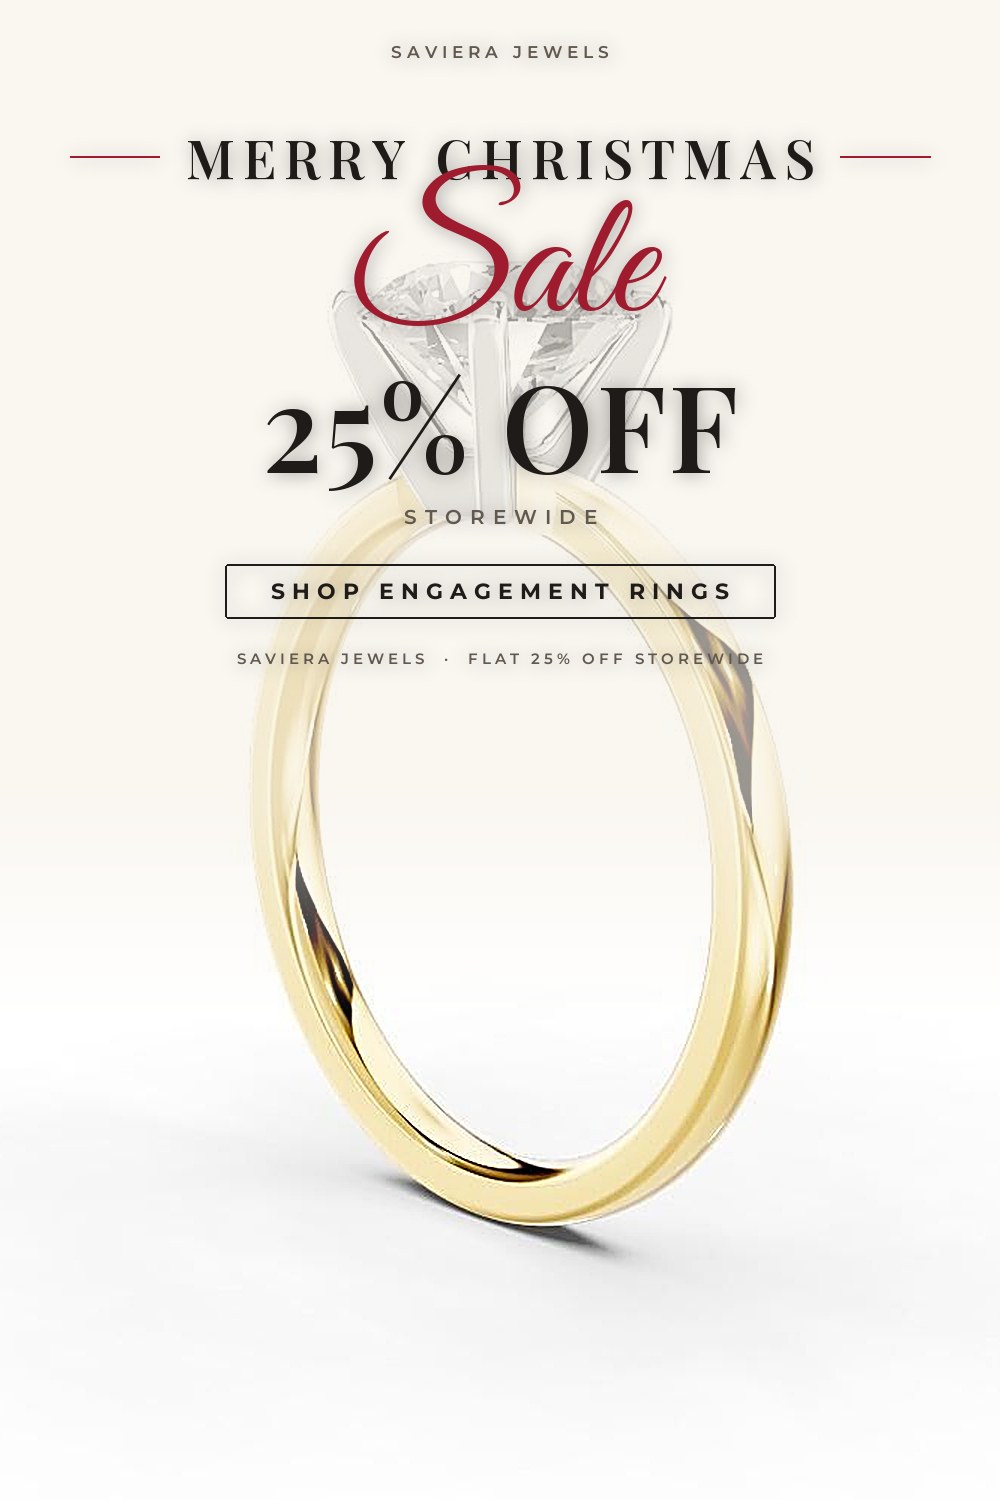 SAVIERA JEWELS
MERRY CHRISTMAS
Sale
25% OFF
STOREWIDE
SHOP ENGAGEMENT RINGS
SAVIERA JEWELS · FLAT 25% OFF STOREWIDE